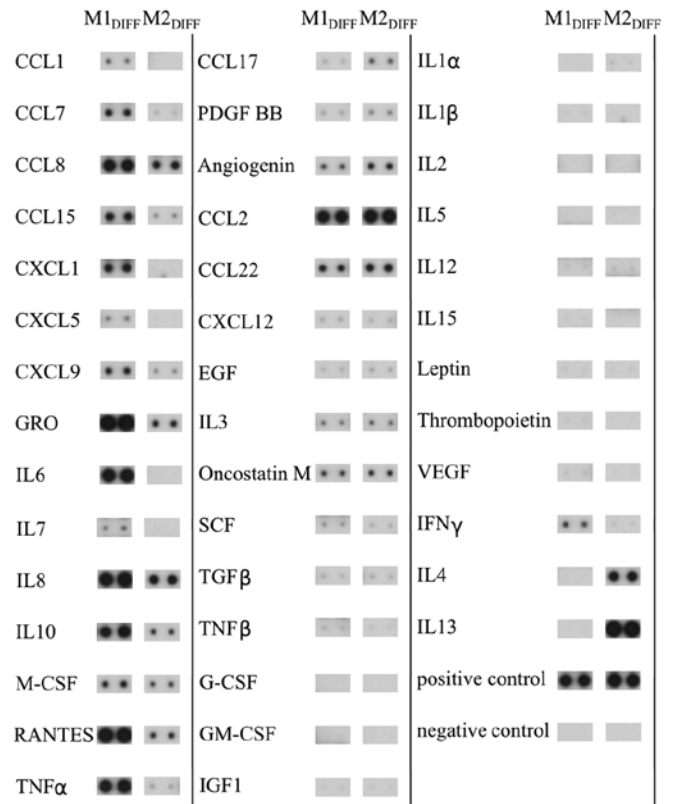 M1DIFF M2DIFF
CCL1
CCL7
CCL8
CCL15
CXCL1
CXCL5
CXCL9
GRO
IL6
IL7
IL8
IL10
M-CSF
RANTES
TNFα
CCL17
PDGF BB
Angiogenin
CCL2
CCL22
CXCL12
EGF
IL3
Oncostatin M
SCF
TGFβ
TNFβ
G-CSF
GM-CSF
IGF1
M1DIFF M2DIFF
IL1α
IL1β
IL2
IL5
IL12
IL15
Leptin
Thrombopoietin
VEGF
IFNγ
IL4
IL13
positive control
negative control
M1DIFF M2DIFF